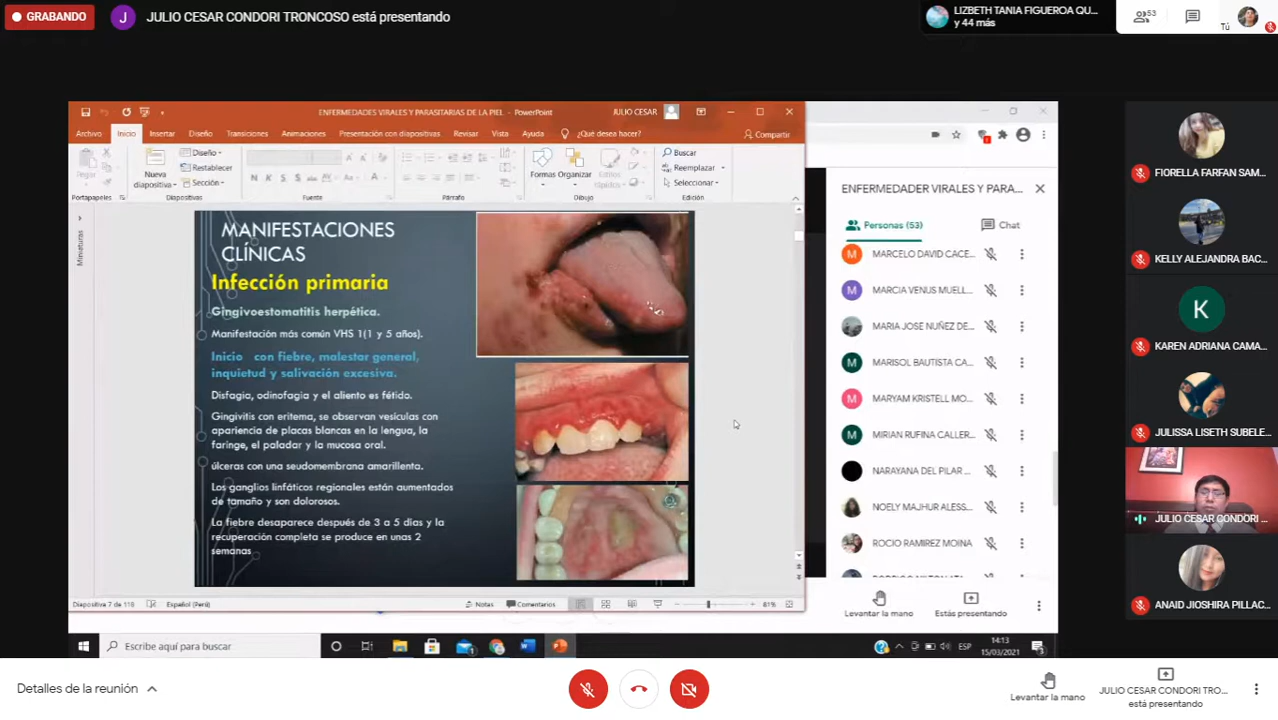 GRABANDO
J
JULIO CESAR CONDORI TRONCOSO está presentando
LIZBETH TANIA FIGUEROA QU...
y 44 más
53
Tú
ENFERMEDADES VIRALES Y PARASITARIAS DE LA PIEL - PowerPoint
JULIO CESAR
Archivo Inicio Insertar Diseño Transiciones Animaciones Presentación con diapositivas Revisar Vista Ayuda ¿Qué desea hacer? Compartir
Pegar
Nueva
diapositiva
Diseño
Restablecer
Sección
N K S S
Formas Organizar
Estilos
rápidos
Buscar
Reemplazar
Seleccionar
Portapapeles Diapositivas Fuente Párrafo Dibujo Edición
Miniaturas
MANIFESTACIONES
CLÍNICAS
Infección primaria
Gingivoestomatitis herpética.
Manifestación más común VHS 1(1 y 5 años).
Inicio con fiebre, malestar general,
inquietud y salivación excesiva.
Disfagia, odinofagia y el aliento es fétido.
Gingivitis con eritema, se observan vesículas con
apariencia de placas blancas en la lengua, la
faringe, el paladar y la mucosa oral.
úlceras con una seudomembrana amarillenta.
Los ganglios linfáticos regionales están aumentados
de tamaño y son dolorosos.
La fiebre desaparece después de 3 a 5 días y la
recuperación completa se produce en unas 2
semanas
Diapositiva 7 de 118 Español (Perú) Notas Comentarios 81%
ENFERMEDADER VIRALES Y PARA...
Personas (53) Chat
M MARCELO DAVID CACE...
M MARCIA VENUS MUELL...
MARIA JOSE NUÑEZ DE...
M MARISOL BAUTISTA CA...
M MARYAM KRISTELL MO...
M MIRIAN RUFINA CALLER...
NARAYANA DEL PILAR ...
NOELY MAJHUR ALESS...
ROCIO RAMIREZ MOINA
Levantar la mano
Estás presentando
Escribe aquí para buscar
ESP
14:13
15/03/2021
3
FIORELLA FARFAN SAM...
KELLY ALEJANDRA BAC...
K
KAREN ADRIANA CAMA...
JULISSA LISETH SUBELE...
JULIO CESAR CONDORI T...
ANAID JIOSHIRA PILLAC...
Detalles de la reunión
Levantar la mano
JULIO CESAR CONDORI TRO...
está presentando